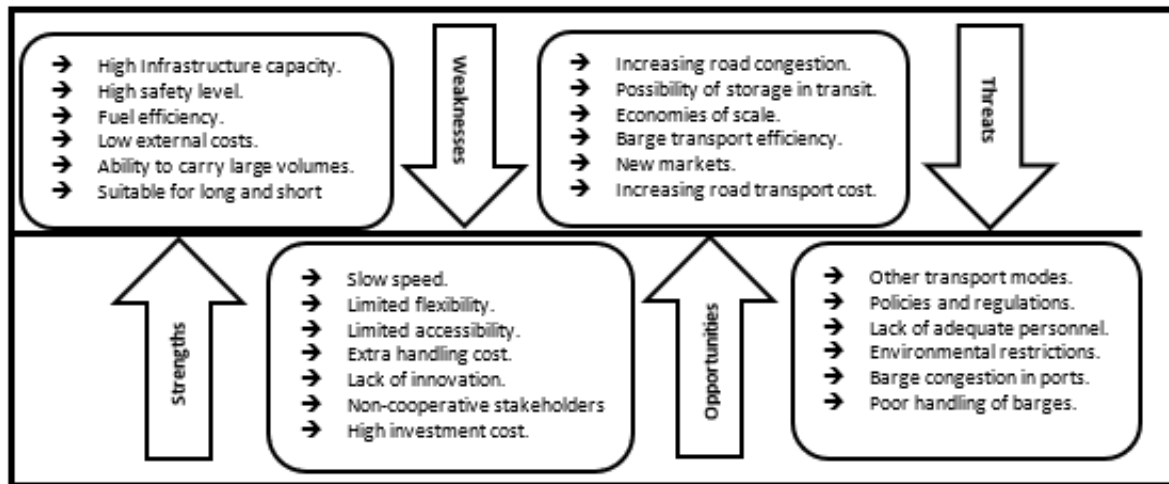 ➔ High Infrastructure capacity.
➔ High safety level.
➔ Fuel efficiency.
➔ Low external costs.
➔ Ability to carry large volumes.
➔ Suitable for long and short
Weaknesses
➔ Increasing road congestion.
➔ Possibility of storage in transit.
➔ Economies of scale.
➔ Barge transport efficiency.
➔ New markets.
➔ Increasing road transport cost.
Threats
Strengths
➔ Slow speed.
➔ Limited flexibility.
➔ Limited accessibility.
➔ Extra handling cost.
➔ Lack of innovation.
➔ Non-cooperative stakeholders
➔ High investment cost.
Opportunities
➔ Other transport modes.
➔ Policies and regulations.
➔ Lack of adequate personnel.
➔ Environmental restrictions.
➔ Barge congestion in ports.
➔ Poor handling of barges.